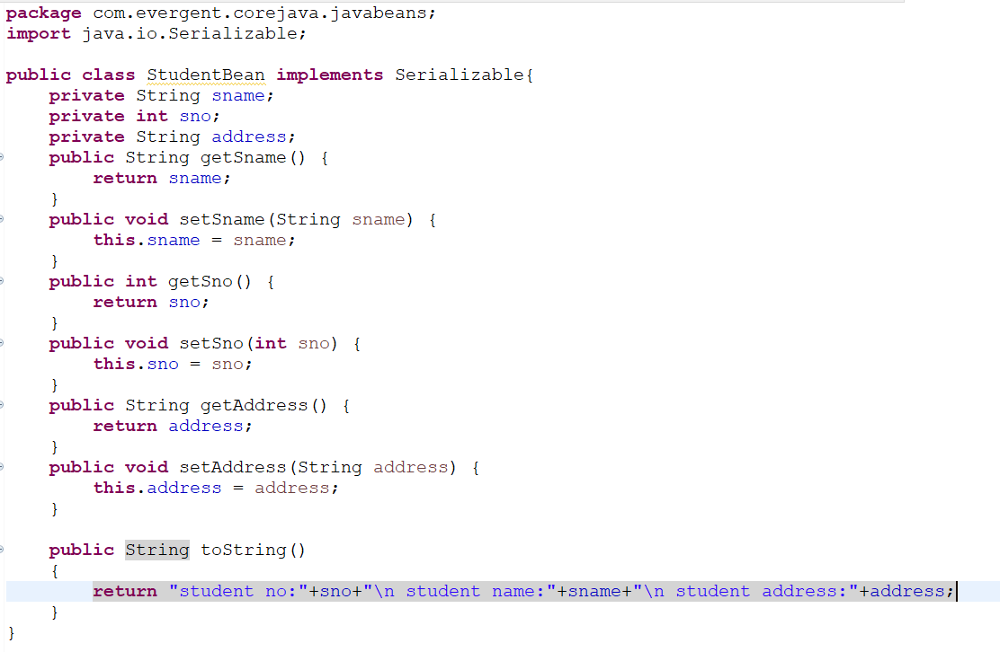 package com.evergent.corejava.javabeans;
import java.io.Serializable;
public class StudentBean implements Serializable{
private String sname;
private int sno;
private String address;
public String getSname() {
return sname;
}
public void setSname(String sname) {
this.sname = sname;
}
public int getSno() {
return sno;
}
public void setSno(int sno) {
this.sno = sno;
}
public String getAddress() {
return address;
}
public void setAddress(String address) {
this.address = address;
}
public String toString()
{
return "student no:"+sno+"\n student name:"+sname+"\n student address:"+address;
}
}